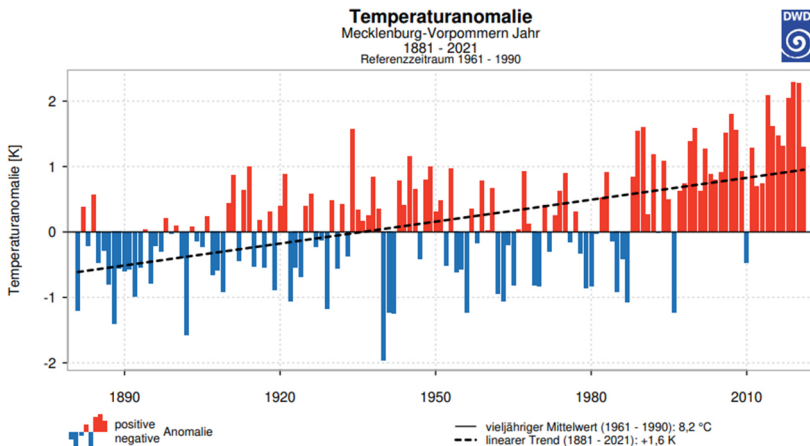 Temperaturanomalie
Mecklenburg-Vorpommern Jahr
1881 - 2021
Referenzzeitraum 1961 - 1990
DWD
Temperaturanomalie [K]
2
1
0
-1
-2
1890
1920
1950
1980
2010
positive
negative
Anomalie
vieljähriger Mittelwert (1961 - 1990): 8,2 °C
linearer Trend (1881 - 2021): +1,6 K